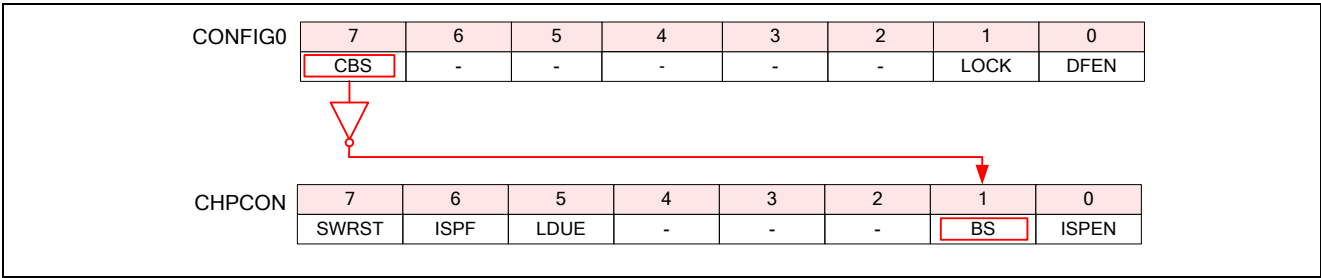 CONFIG0 7 6 5 4 3 2 1 0
CBS - - - - - LOCK DFEN
CHPCON 7 6 5 4 3 2 1 0
SWRST ISPF LDUE - - - BS ISPEN